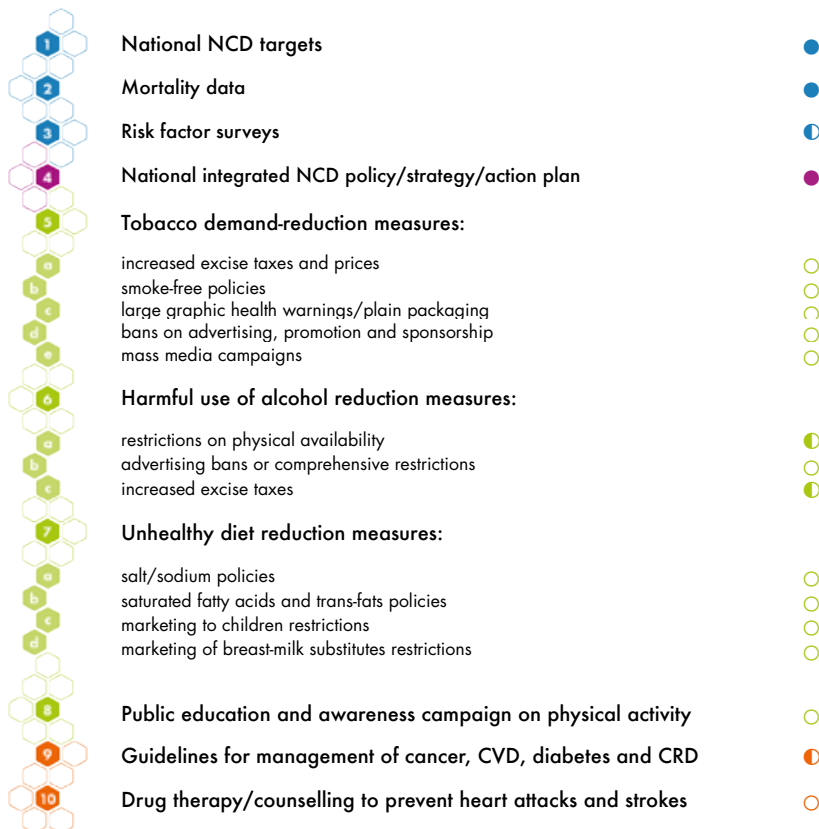 1 National NCD targets
2 Mortality data
3 Risk factor surveys
4 National integrated NCD policy/strategy/action plan
5 Tobacco demand-reduction measures:
a increased excise taxes and prices
b smoke-free policies
c large graphic health warnings/plain packaging
d bans on advertising, promotion and sponsorship
e mass media campaigns
6 Harmful use of alcohol reduction measures:
a restrictions on physical availability
b advertising bans or comprehensive restrictions
c increased excise taxes
7 Unhealthy diet reduction measures:
a salt/sodium policies
b saturated fatty acids and trans-fats policies
c marketing to children restrictions
d marketing of breast-milk substitutes restrictions
8 Public education and awareness campaign on physical activity
9 Guidelines for management of cancer, CVD, diabetes and CRD
10 Drug therapy/counselling to prevent heart attacks and strokes